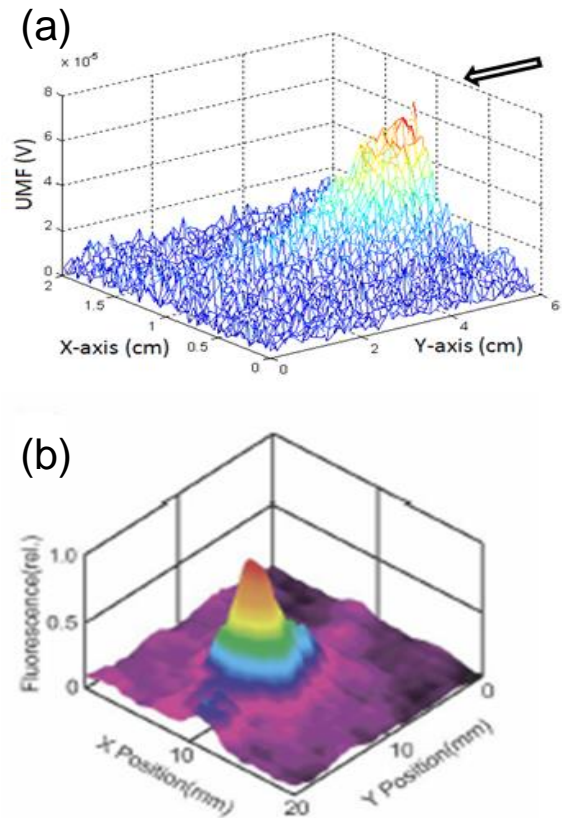 (a)
× 10⁻⁵
8
6
4
2
0
UMF (V)
2
1.5
1
0.5
0
X-axis (cm)
0
2
4
6
Y-axis (cm)
(b)
1.0
0.5
0
Fluorescence(rel.)
10
20
X Position(mm)
0
10
Y Position(mm)